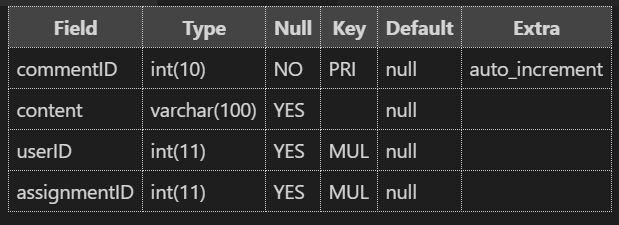 Field Type Null Key Default Extra
commentID int(10) NO PRI null auto_increment
content varchar(100) YES null
userID int(11) YES MUL null
assignmentID int(11) YES MUL null